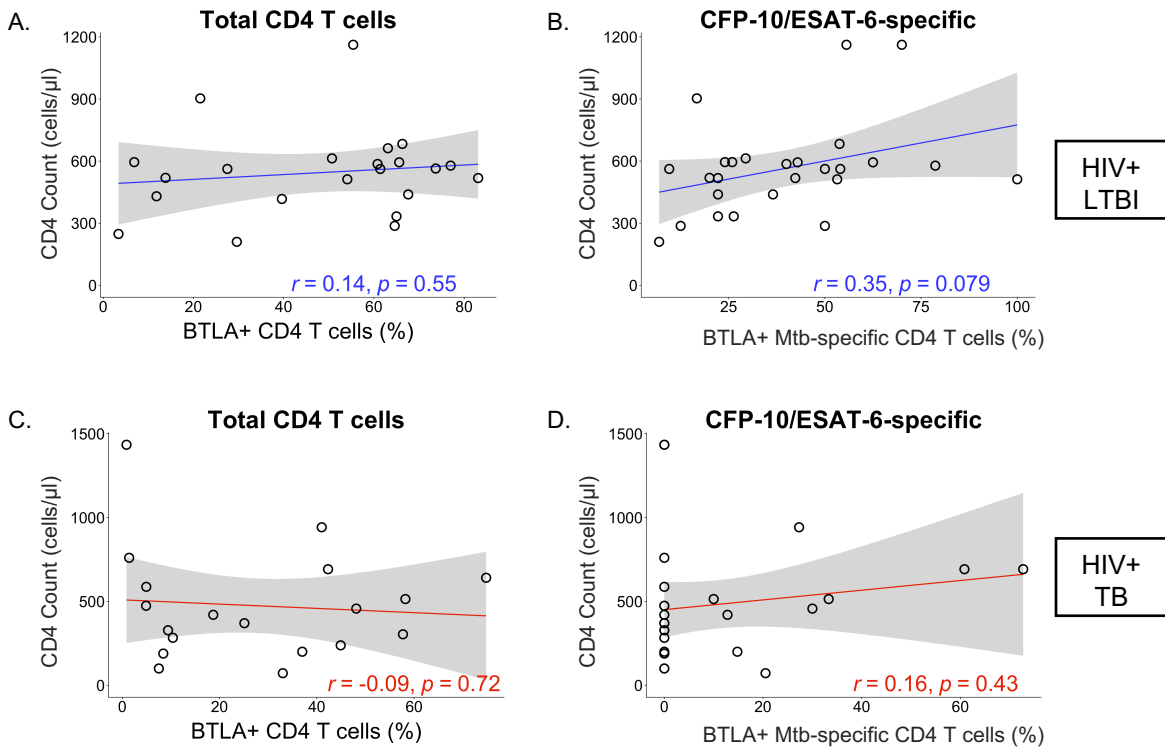 A.
Total CD4 T cells
CD4 Count (cells/µl)
1200
900
600
300
0
0
20
40
60
80
r = 0.14, p = 0.55
BTLA+ CD4 T cells (%)
B.
CFP-10/ESAT-6-specific
CD4 Count (cells/µl)
1200
900
600
300
0
25
50
75
100
r = 0.35, p = 0.079
BTLA+ Mtb-specific CD4 T cells (%)
HIV+
LTBI
C.
Total CD4 T cells
CD4 Count (cells/µl)
1500
1000
500
0
0
20
40
60
r = -0.09, p = 0.72
BTLA+ CD4 T cells (%)
D.
CFP-10/ESAT-6-specific
CD4 Count (cells/µl)
1500
1000
500
0
0
20
40
60
r = 0.16, p = 0.43
BTLA+ Mtb-specific CD4 T cells (%)
HIV+
TB